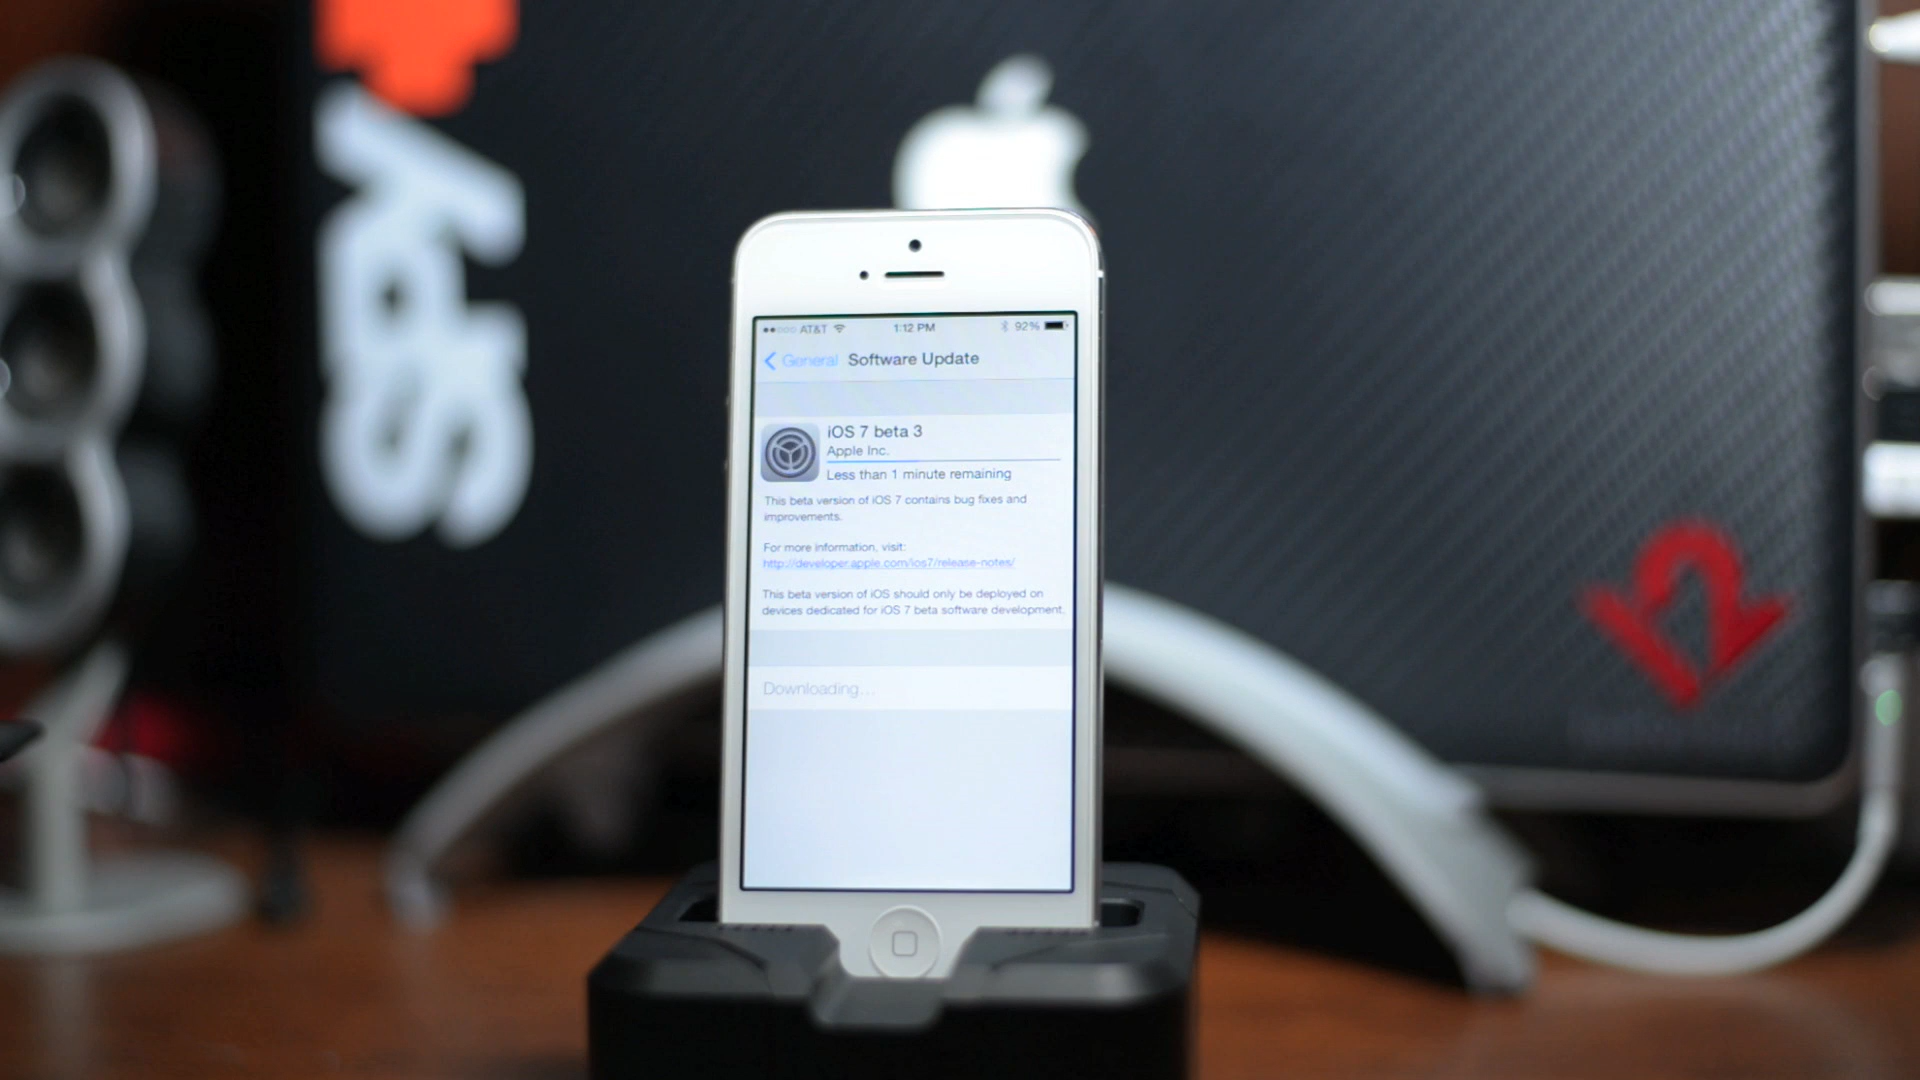 AT&T 1:12 PM 92%
General Software Update
iOS 7 beta 3
Apple Inc.
Less than 1 minute remaining
This beta version of iOS 7 contains bug fixes and
improvements.
For more information, visit:
http://developer.apple.com/ios7/release-notes/
This beta version of iOS should only be deployed on
devices dedicated for iOS 7 beta software development.
Downloading...